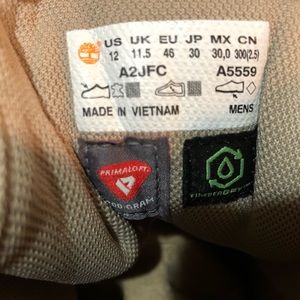 US UK EU JP MX CN
12 11.5 46 30 30,0 300(2.5)
A2JFC A5559
MADE IN VIETNAM MENS
PRIMALOFT
GRAM